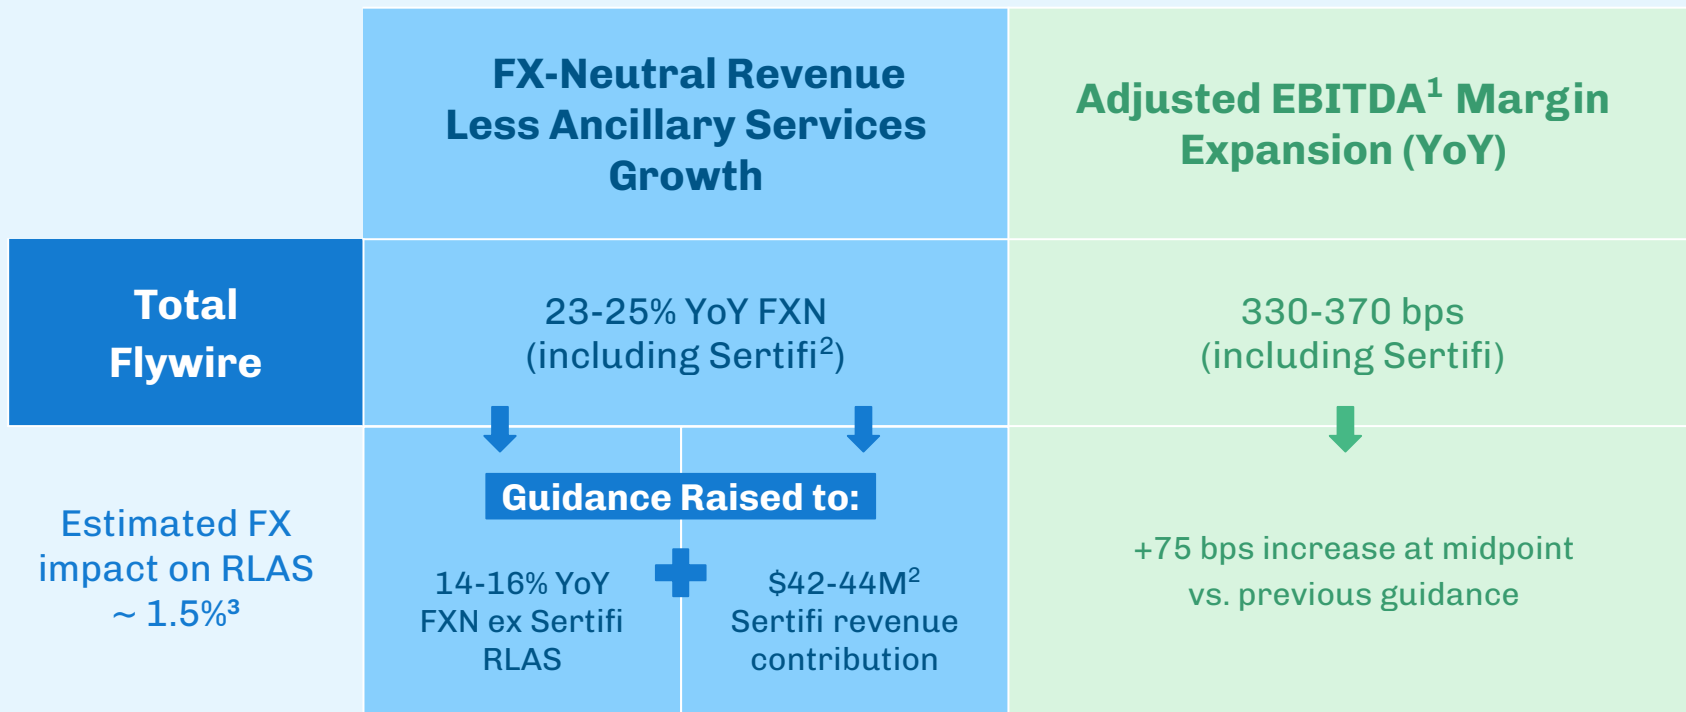 FX-Neutral Revenue
Less Ancillary Services
Growth
Adjusted EBITDA¹ Margin
Expansion (YoY)
Total
Flywire
23-25% YoY FXN
(including Sertifi²)
330-370 bps
(including Sertifi)
Guidance Raised to:
Estimated FX
impact on RLAS
~ 1.5%³
14-16% YoY
FXN ex Sertifi
RLAS
$42-44M²
Sertifi revenue
contribution
+75 bps increase at midpoint
vs. previous guidance